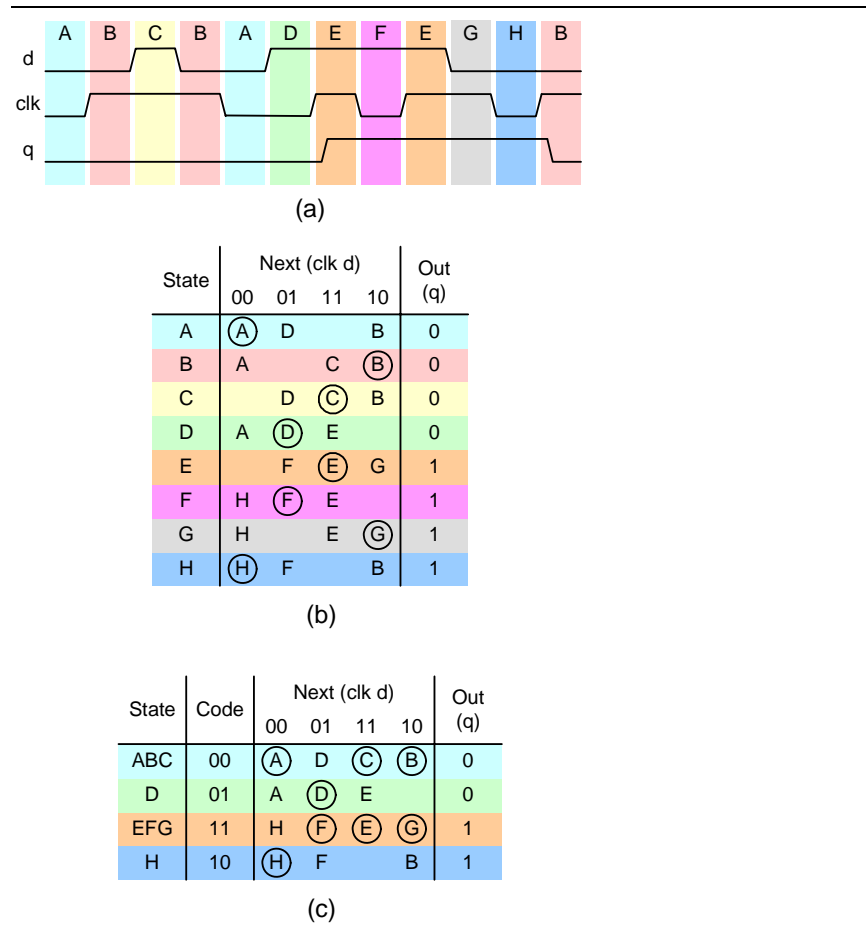 A B C B A D E F E G H B
d
clk
q
(a)
State Next (clk d) Out (q)
00 01 11 10
A A D B 0
B A C B 0
C D C B 0
D A D E 0
E F E G 1
F H F E 1
G H E G 1
H H F B 1
(b)
State Code Next (clk d) Out (q)
00 01 11 10
ABC 00 A D C B 0
D 01 A D E 0
EFG 11 H F E G 1
H 10 H F B 1
(c)